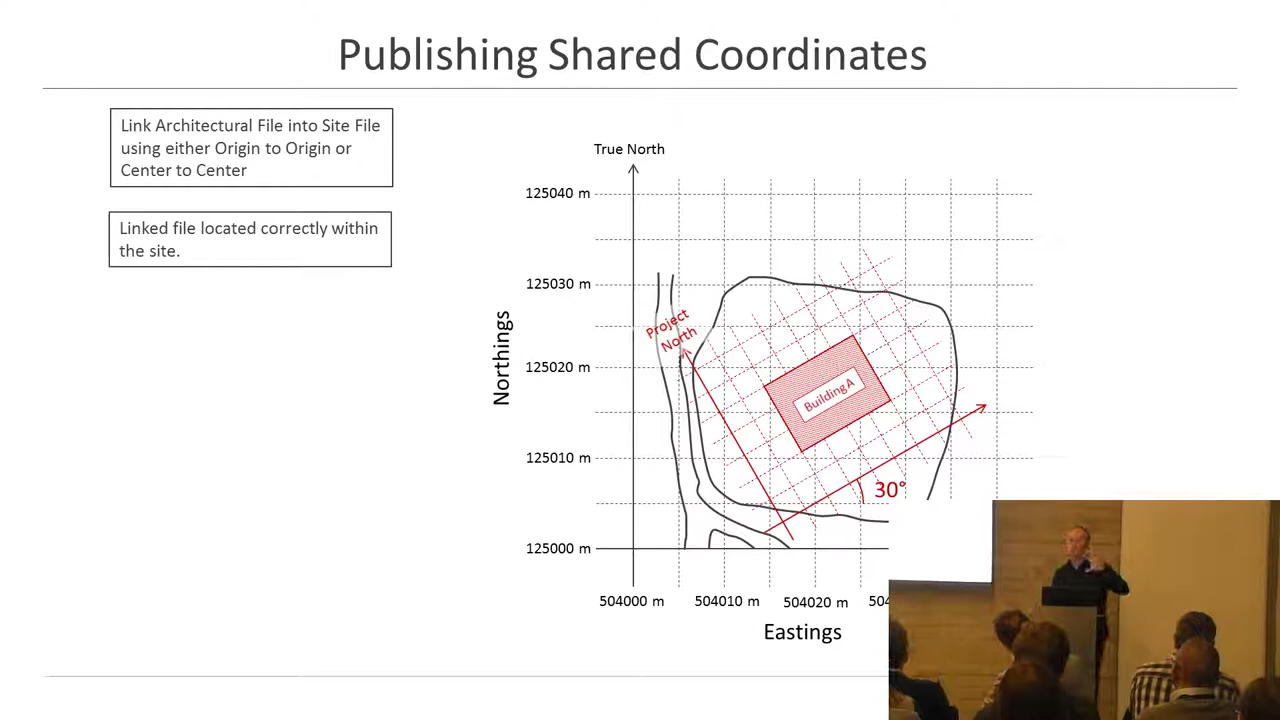 Publishing Shared Coordinates
Link Architectural File into Site File
using either Origin to Origin or
Center to Center
Linked file located correctly within
the site.
True North
125040 m
125030 m
125020 m
125010 m
125000 m
Northings
Project
North
Building A
30°
504000 m
504010 m
504020 m
504
Eastings